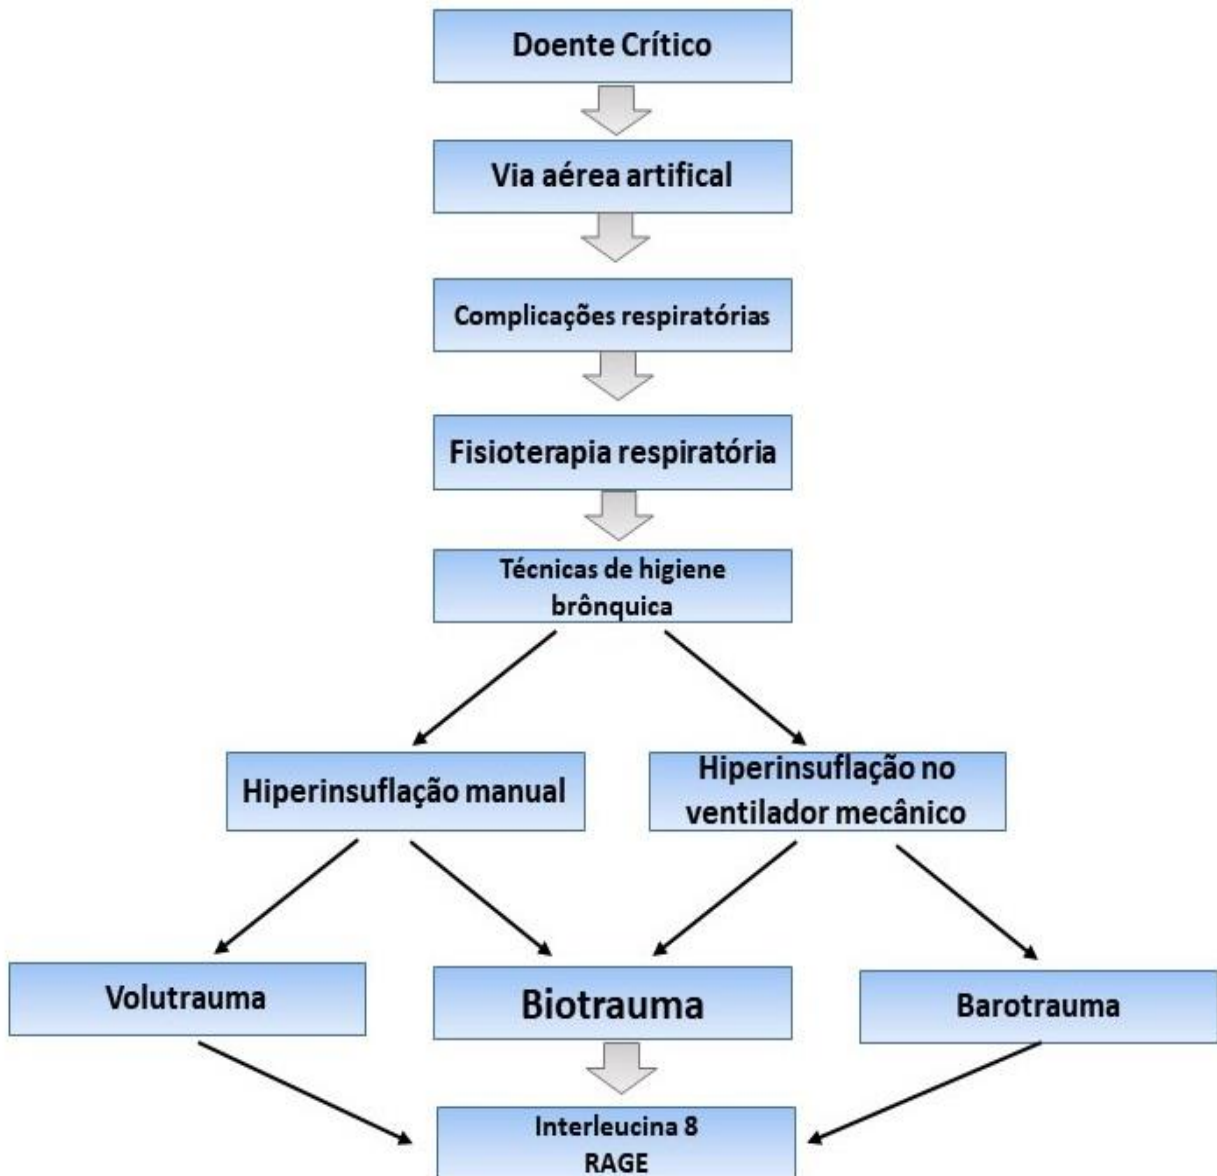 Doente Crítico
Via aérea artifical
Complicações respiratórias
Fisioterapia respiratória
Técnicas de higiene
brônquica
Hiperinsuflação manual
Hiperinsuflação no
ventilador mecânico
Volutrauma
Biotrauma
Barotrauma
Interleucina 8
RAGE